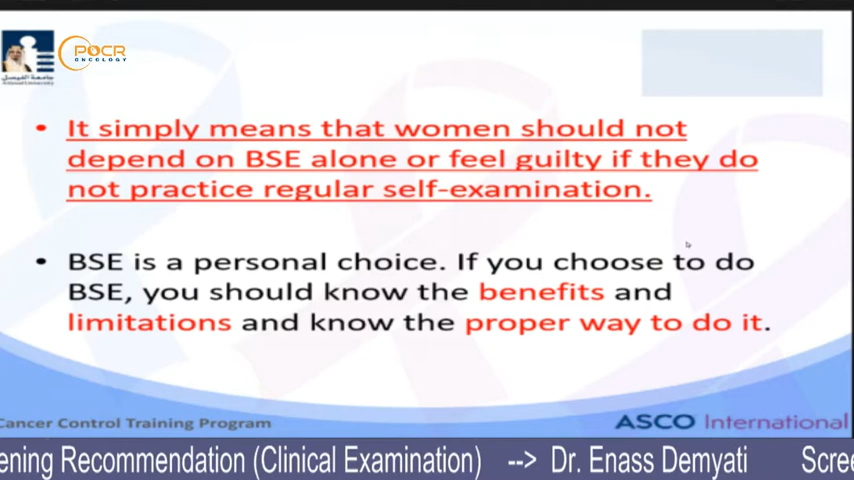 POCR
ONCOLOGY
جامعة الفيصل
• It simply means that women should not
depend on BSE alone or feel guilty if they do
not practice regular self-examination.
• BSE is a personal choice. If you choose to do
BSE, you should know the benefits and
limitations and know the proper way to do it.
Cancer Control Training Program
ASCO International
ening Recommendation (Clinical Examination) --> Dr. Enass Demyati Scree